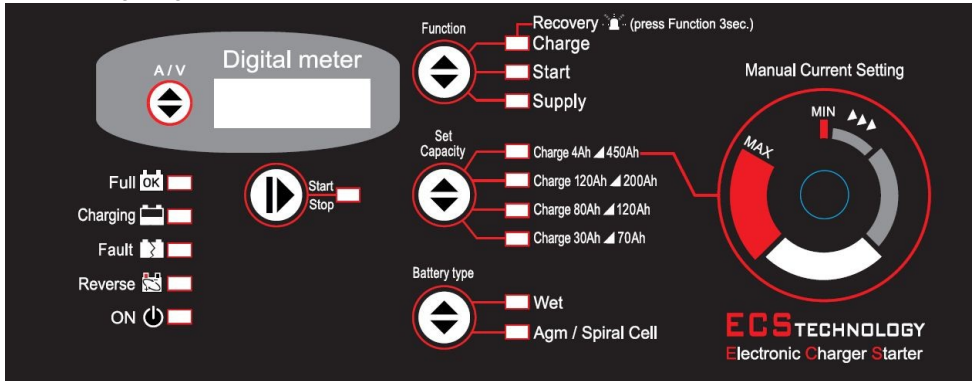 A / V
Digital meter
Function
Recovery (press Function 3sec.)
Charge
Start
Supply
Manual Current Setting
MIN
MAX
Set
Capacity
Charge 4Ah 450Ah
Charge 120Ah 200Ah
Charge 80Ah 120Ah
Charge 30Ah 70Ah
Start
Stop
Full OK
Charging
Fault
Reverse
ON
Battery type
Wet
Agm / Spiral Cell
ECS TECHNOLOGY
Electronic Charger Starter